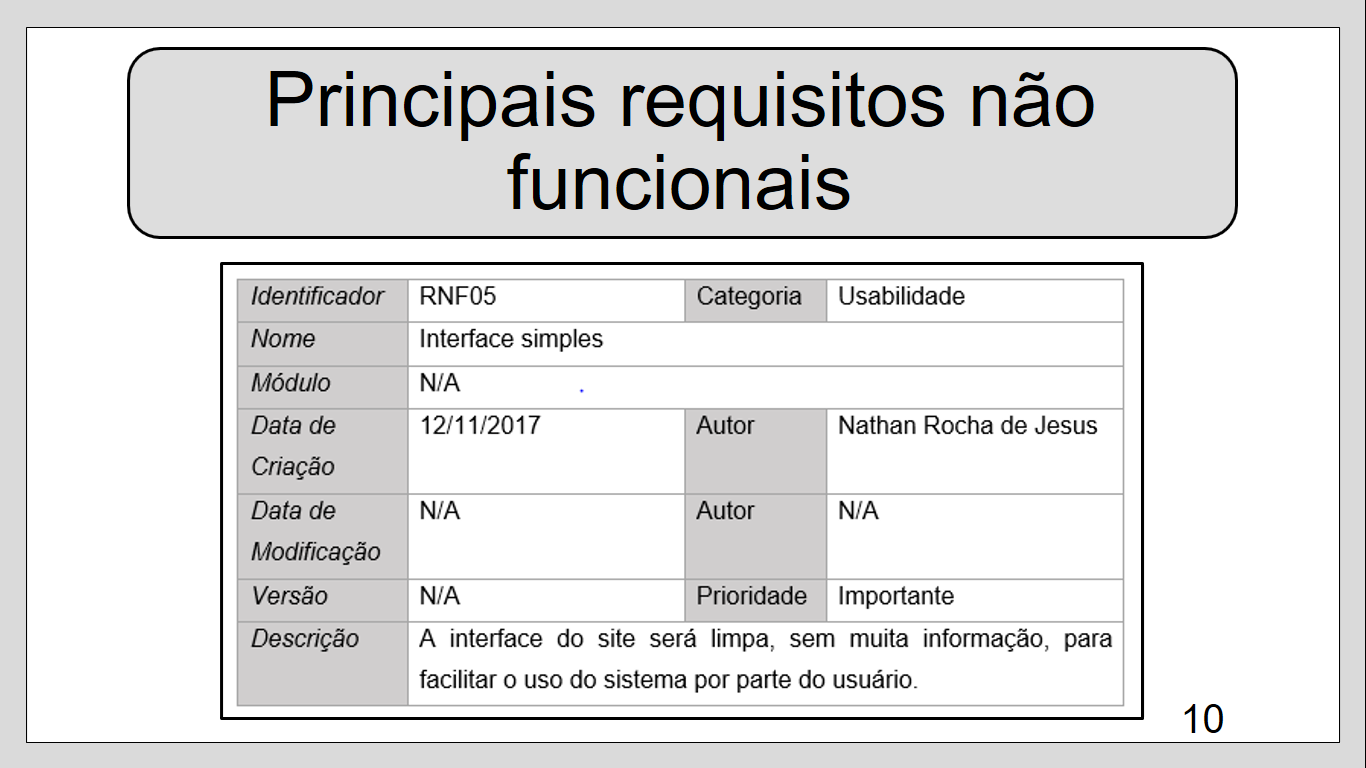 Principais requisitos não
funcionais
Identificador RNF05 Categoria Usabilidade
Nome Interface simples
Módulo N/A
Data de Criação 12/11/2017 Autor Nathan Rocha de Jesus
Data de Modificação N/A Autor N/A
Versão N/A Prioridade Importante
Descrição A interface do site será limpa, sem muita informação, para
facilitar o uso do sistema por parte do usuário.
10